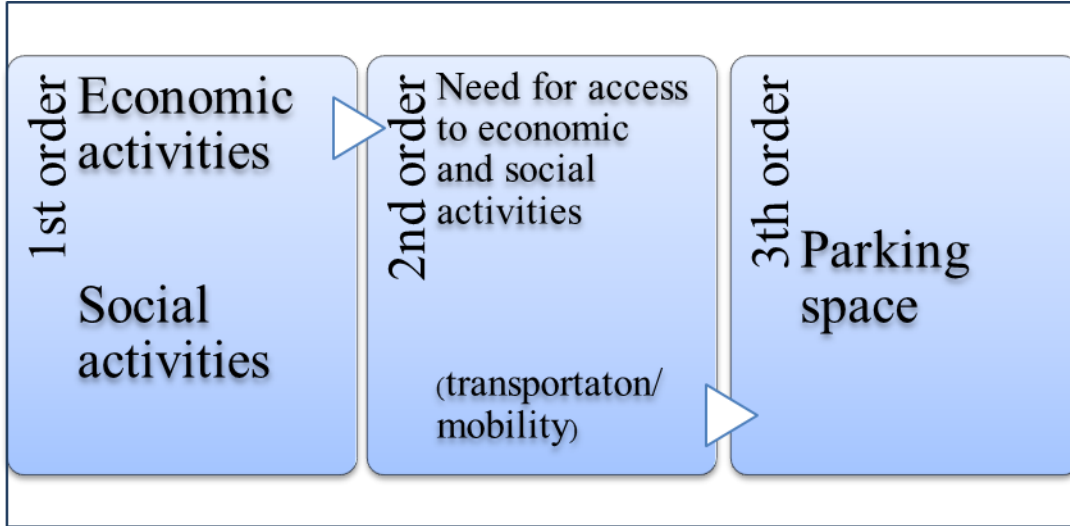 1st order
Economic
activities
Social
activities
2nd order
Need for access
to economic
and social
activities
(transportaton/
mobility)
3th order
Parking
space